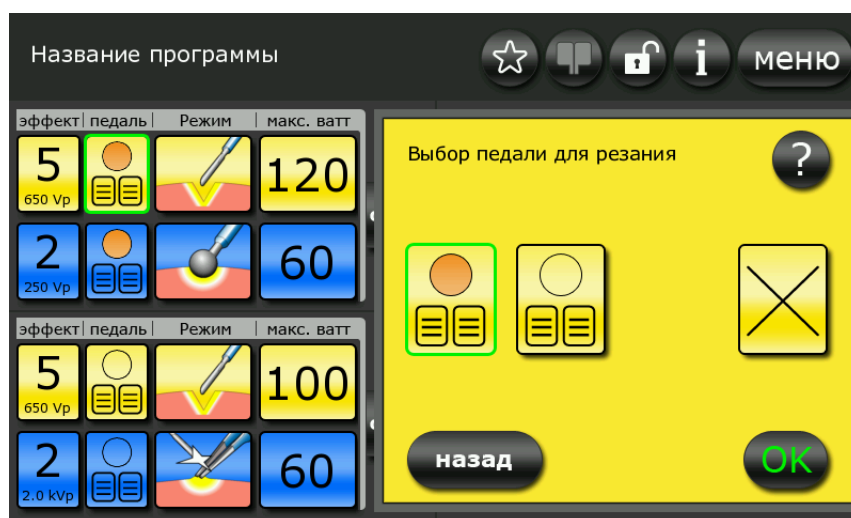 Название программы
i
меню
эффект | педаль | Режим | макс. ватт
5
650 Vp
120
2
250 Vp
60
эффект | педаль | Режим | макс. ватт
5
650 Vp
100
2
2.0 kVp
60
Выбор педали для резания
?
назад
OK